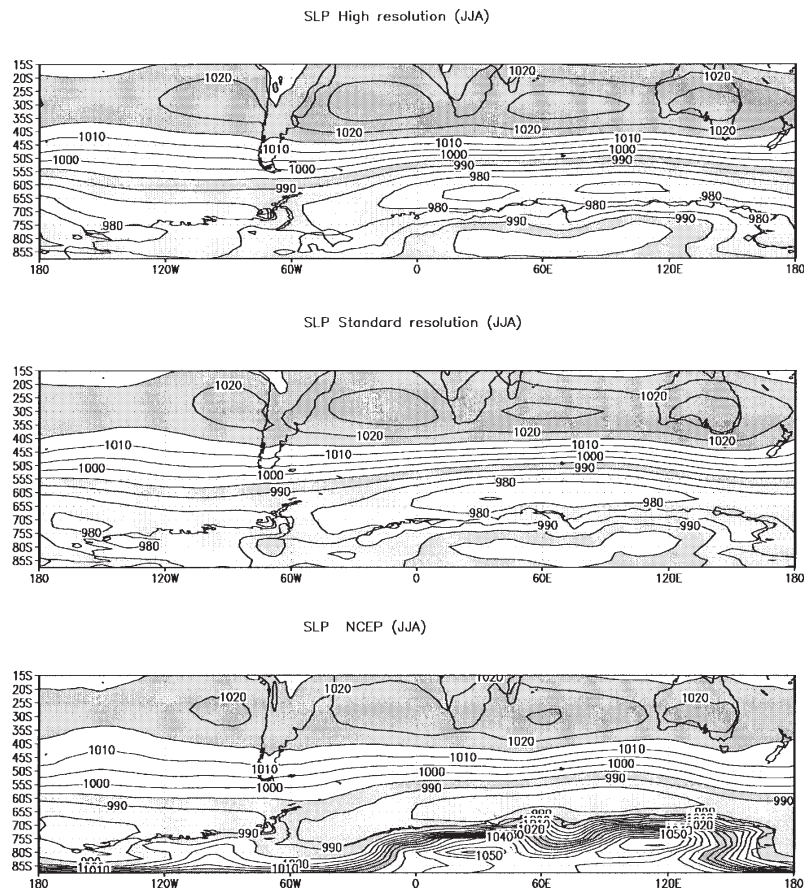 SLP High resolution (JJA)
15S
20S
25S
30S
35S
40S
45S
50S
55S
60S
65S
70S
75S
80S
85S
1020 1020 1020
1020 1020 1020
1010 1010 1010 1010
1000 1000 1000
990 990
980 980
980 980 980 980
990 990
180 120W 60W 0 60E 120E 180
SLP Standard resolution (JJA)
15S
20S
25S
30S
35S
40S
45S
50S
55S
60S
65S
70S
75S
80S
85S
1020 1020
1020 1020 1020
1010 1010 1010
1000 1000 1000
990 990
980 980
980 980 980
990 990
180 120W 60W 0 60E 120E 180
SLP NCEP (JJA)
15S
20S
25S
30S
35S
40S
45S
50S
55S
60S
65S
70S
75S
80S
85S
1020 1020 1020 1020
1020
1010 1010 1010 1010
1000 1000 1000
990 990 990
990 990
1040 1020 1020
1050 1050
1010 1010
180 120W 60W 0 60E 120E 180